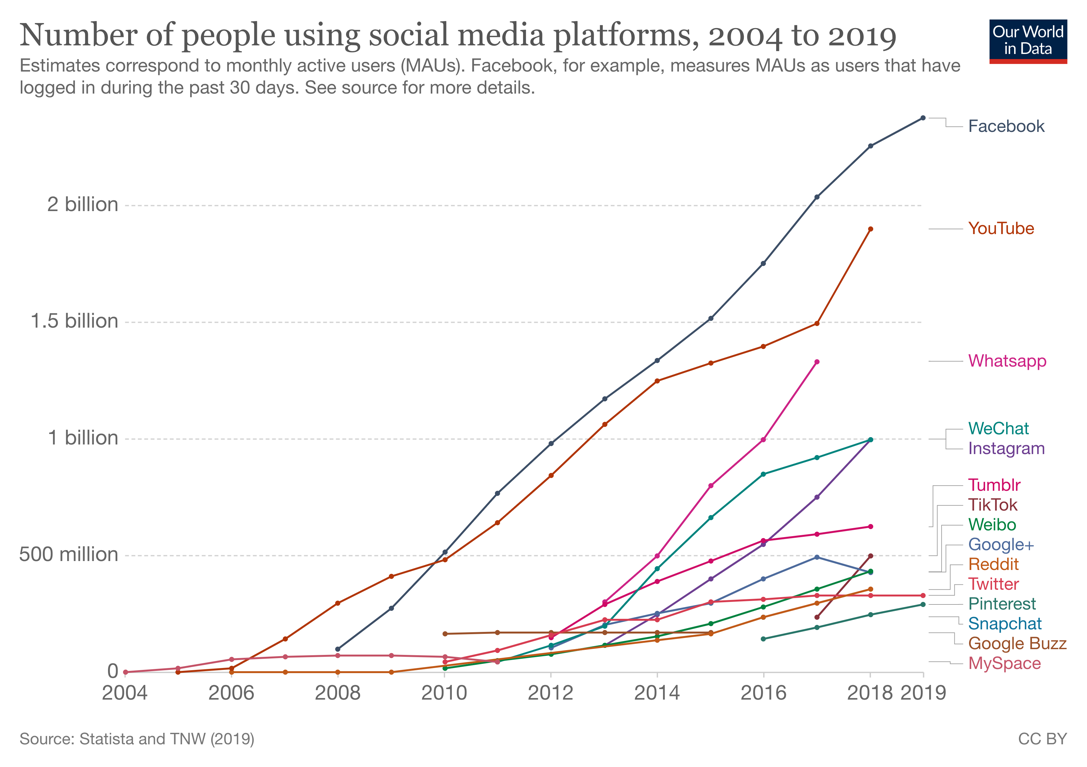 Number of people using social media platforms, 2004 to 2019
Our World
in Data
Estimates correspond to monthly active users (MAUs). Facebook, for example, measures MAUs as users that have
logged in during the past 30 days. See source for more details.
Facebook
2 billion
YouTube
1.5 billion
Whatsapp
WeChat
1 billion
Instagram
Tumblr
TikTok
Weibo
Google+
500 million
Reddit
Twitter
Pinterest
Snapchat
Google Buzz
MySpace
0
2004 2006 2008 2010 2012 2014 2016 2018 2019
Source: Statista and TNW (2019)
CC BY